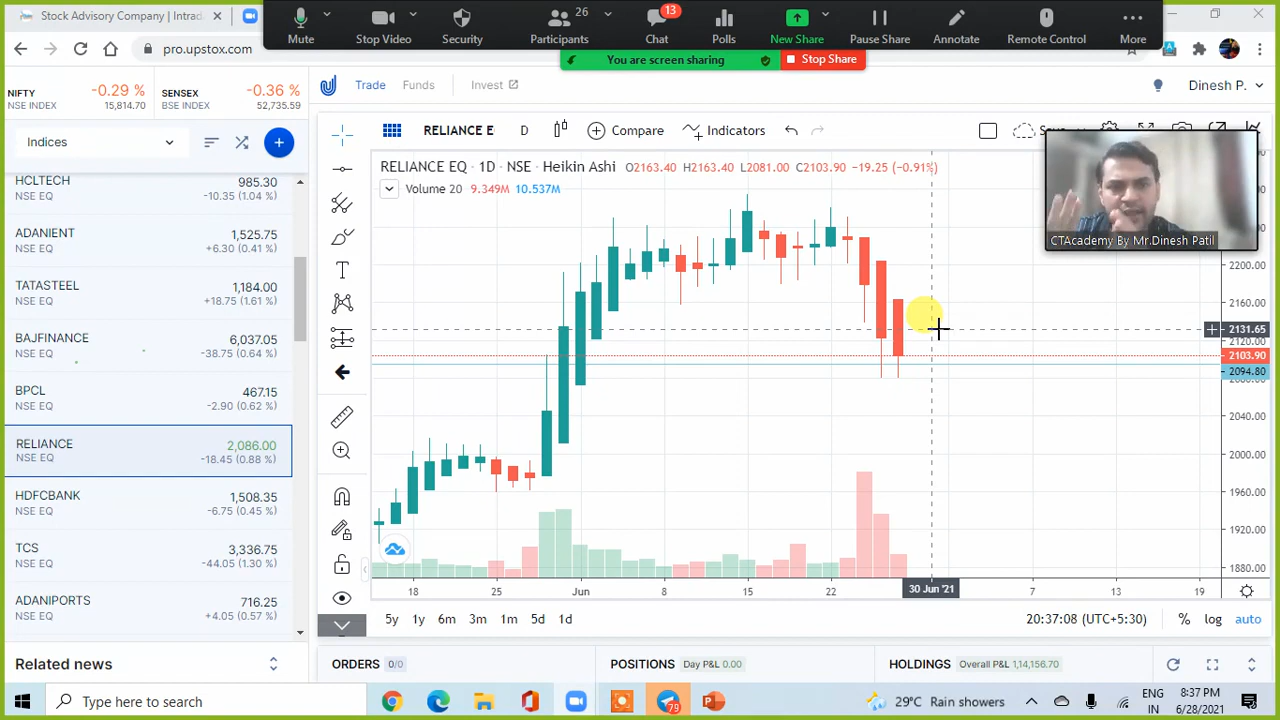 Stock Advisory Company | Intrad
Mute
Stop Video
Security
26
Participants
13
Chat
Polls
New Share
Pause Share
Annotate
Remote Control
More
pro.upstox.com
You are screen sharing
Stop Share
NIFTY
NSE INDEX
-0.29 %
15,814.70
SENSEX
BSE INDEX
-0.36 %
52,735.59
Trade
Funds
Invest
Dinesh P.
Indices
HCLTECH 985.30
NSE EQ -10.35 (1.04 %)
ADANIENT 1,525.75
NSE EQ +6.30 (0.41 %)
TATASTEEL 1,184.00
NSE EQ +18.75 (1.61 %)
BAJFINANCE 6,037.05
NSE EQ -38.75 (0.64 %)
BPCL 467.15
NSE EQ -2.90 (0.62 %)
RELIANCE 2,086.00
NSE EQ -18.45 (0.88 %)
HDFCBANK 1,508.35
NSE EQ -6.75 (0.45 %)
TCS 3,336.75
NSE EQ -44.05 (1.30 %)
ADANIPORTS 716.25
NSE EQ +4.05 (0.57 %)
Related news
RELIANCE E D Compare Indicators
RELIANCE EQ · 1D · NSE · Heikin Ashi O2163.40 H2163.40 L2081.00 C2103.90 -19.25 (-0.91%)
Volume 20 9.349M 10.537M
CTAcademy By Mr.Dinesh Patil
2200.00
2160.00
2131.65
2120.00
2103.90
2094.80
2040.00
2000.00
1960.00
1920.00
1880.00
18 25 Jun 8 15 22 30 Jun '21 7 13 19
5y 1y 6m 3m 1m 5d 1d
20:37:08 (UTC+5:30) % log auto
ORDERS 0/0
POSITIONS Day P&L 0.00
HOLDINGS Overall P&L 1,14,156.70
Type here to search
79
29°C Rain showers
ENG
IN
8:37 PM
6/28/2021